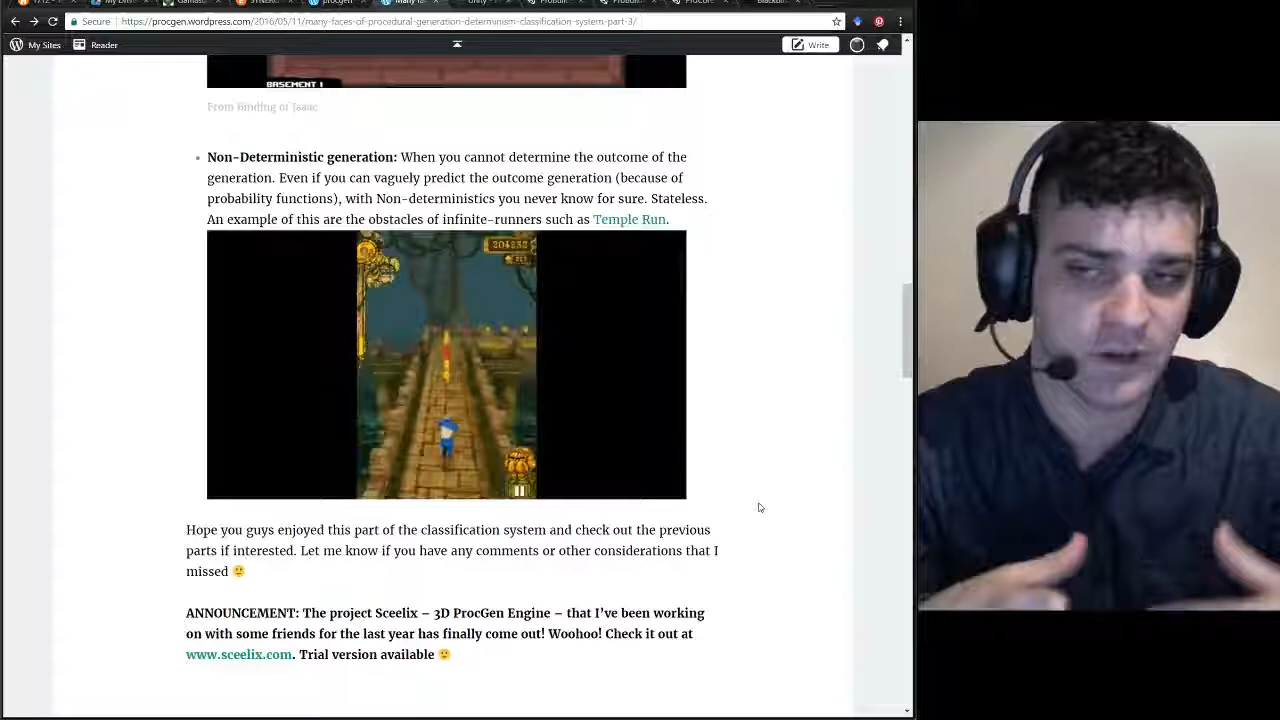 Secure
https://procgen.wordpress.com/2016/05/11/many-faces-of-procedural-generation-determinism-classification-system-part-3/
My Sites
Reader
Write
BASEMENT I
From Binding of Isaac
Non-Deterministic generation: When you cannot determine the outcome of the
generation. Even if you can vaguely predict the outcome generation (because of
probability functions), with Non-deterministics you never know for sure. Stateless.
An example of this are the obstacles of infinite-runners such as Temple Run.
Hope you guys enjoyed this part of the classification system and check out the previous
parts if interested. Let me know if you have any comments or other considerations that I
missed 🙂
ANNOUNCEMENT: The project Sceelix – 3D ProcGen Engine – that I've been working
on with some friends for the last year has finally come out! Woohoo! Check it out at
www.sceelix.com. Trial version available 🙂